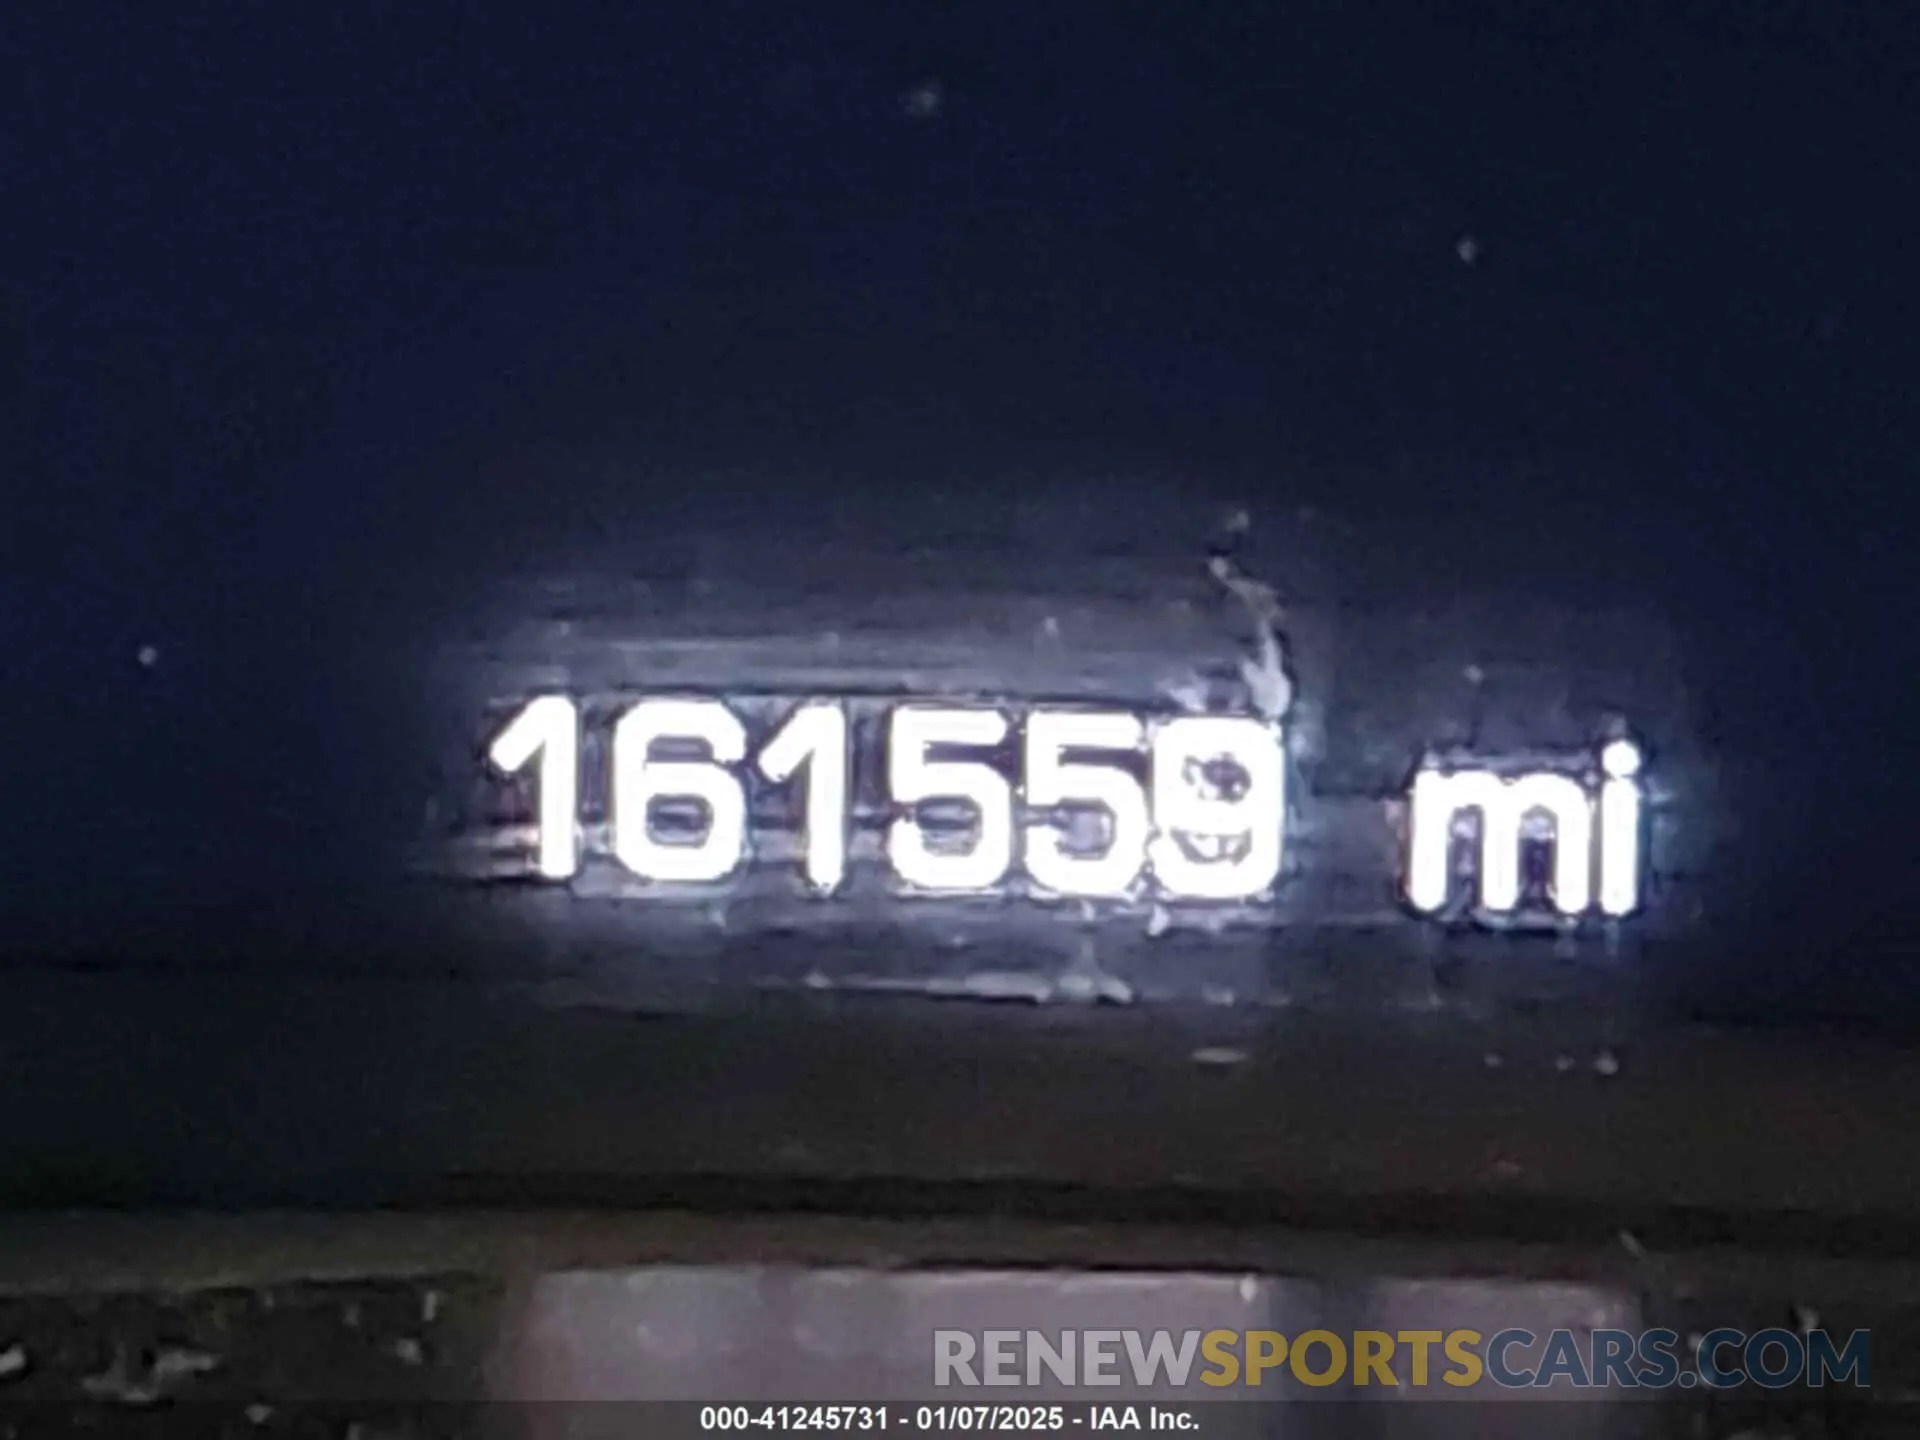 161559 mi
RENEWSPORTSCARS.COM
000-41245731 - 01/07/2025 - IAA Inc.